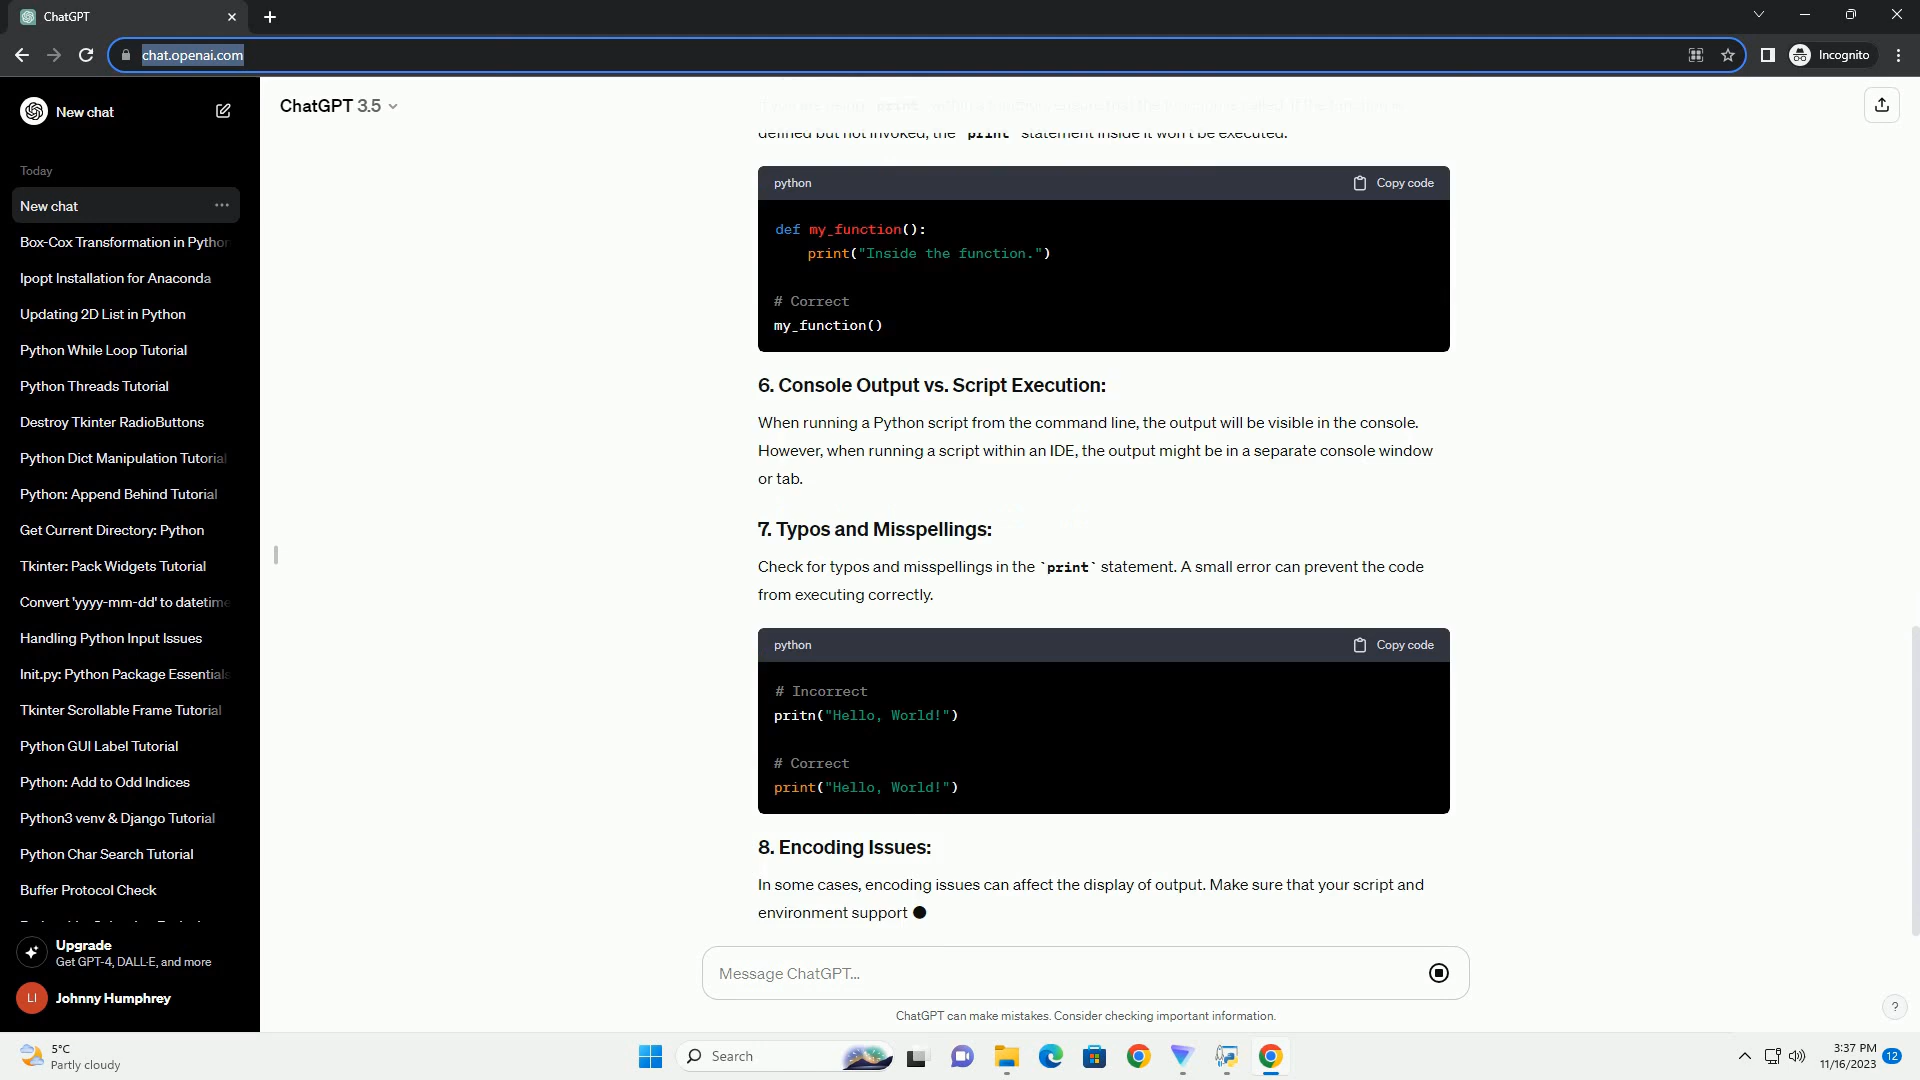 ChatGPT
chat.openai.com
Incognito
New chat
Today
New chat
Box-Cox Transformation in Python
Ipopt Installation for Anaconda
Updating 2D List in Python
Python While Loop Tutorial
Python Threads Tutorial
Destroy Tkinter RadioButtons
Python Dict Manipulation Tutorial
Python: Append Behind Tutorial
Get Current Directory: Python
Tkinter: Pack Widgets Tutorial
Convert 'yyyy-mm-dd' to datetime
Handling Python Input Issues
Init.py: Python Package Essentials
Tkinter Scrollable Frame Tutorial
Python GUI Label Tutorial
Python: Add to Odd Indices
Python3 venv & Django Tutorial
Python Char Search Tutorial
Buffer Protocol Check
Upgrade
Get GPT-4, DALL·E, and more
LI
Johnny Humphrey
ChatGPT 3.5
defined but not invoked, the `print` statement inside it won't be executed.
python
Copy code
def my_function():
    print("Inside the function.")
# Correct
my_function()
6. Console Output vs. Script Execution:
When running a Python script from the command line, the output will be visible in the console.
However, when running a script within an IDE, the output might be in a separate console window
or tab.
7. Typos and Misspellings:
Check for typos and misspellings in the `print` statement. A small error can prevent the code
from executing correctly.
python
Copy code
# Incorrect
pritn("Hello, World!")
# Correct
print("Hello, World!")
8. Encoding Issues:
In some cases, encoding issues can affect the display of output. Make sure that your script and
environment support
Message ChatGPT...
ChatGPT can make mistakes. Consider checking important information.
?
5°C
Partly cloudy
Search
3:37 PM
11/16/2023
12